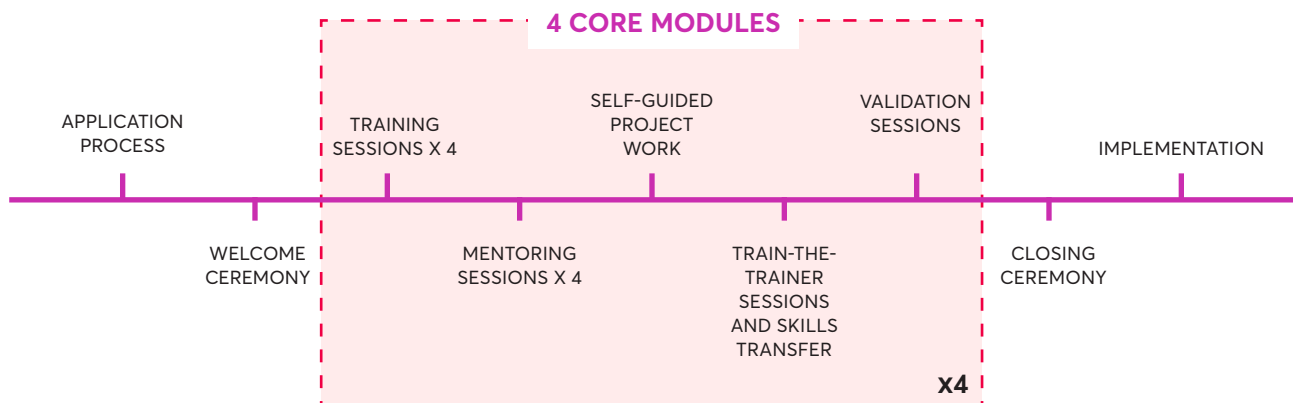 4 CORE MODULES
APPLICATION
PROCESS
WELCOME
CEREMONY
TRAINING
SESSIONS X 4
MENTORING
SESSIONS X 4
SELF-GUIDED
PROJECT
WORK
TRAIN-THE-
TRAINER
SESSIONS
AND SKILLS
TRANSFER
VALIDATION
SESSIONS
x4
CLOSING
CEREMONY
IMPLEMENTATION